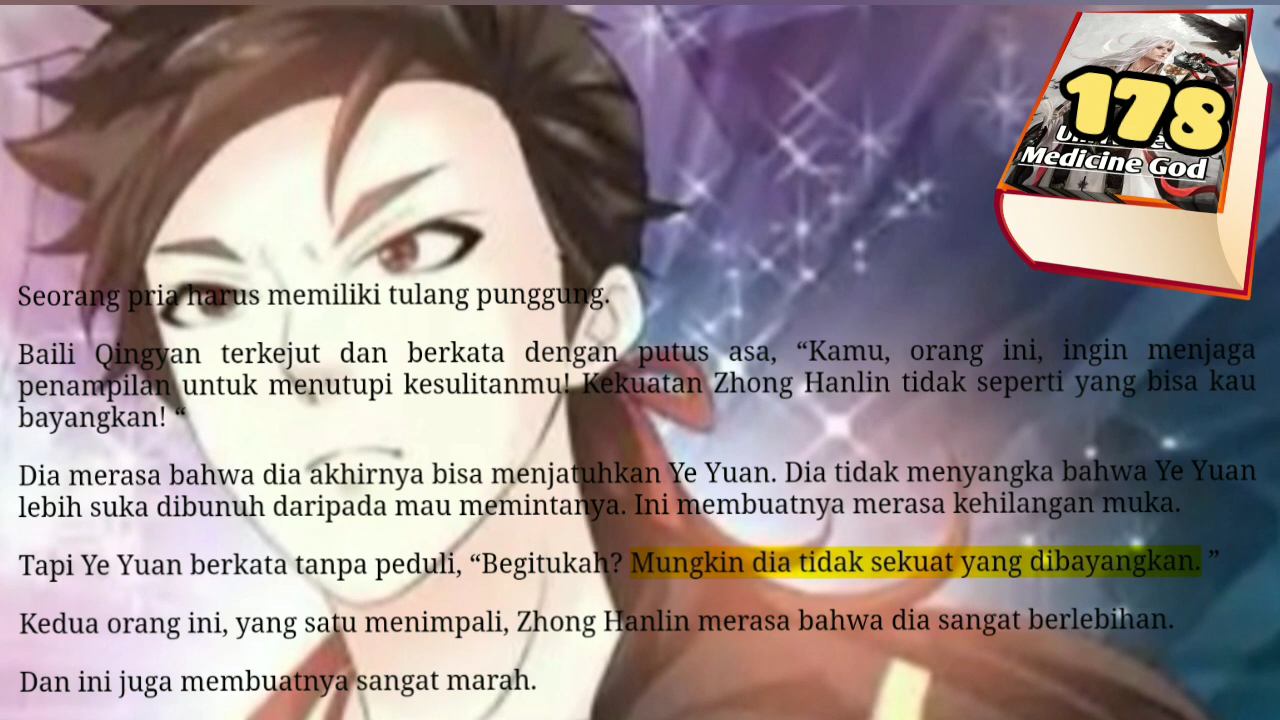 178
Medicine God
Seorang pria harus memiliki tulang punggung.
Baili Qingyan terkejut dan berkata dengan putus asa, “Kamu, orang ini, ingin menjaga
penampilan untuk menutupi kesulitanmu! Kekuatan Zhong Hanlin tidak seperti yang bisa kau
bayangkan! “
Dia merasa bahwa dia akhirnya bisa menjatuhkan Ye Yuan. Dia tidak menyangka bahwa Ye Yuan
lebih suka dibunuh daripada mau memintanya. Ini membuatnya merasa kehilangan muka.
Tapi Ye Yuan berkata tanpa peduli, “Begitukah? Mungkin dia tidak sekuat yang dibayangkan. ”
Kedua orang ini, yang satu menimpali, Zhong Hanlin merasa bahwa dia sangat berlebihan.
Dan ini juga membuatnya sangat marah.